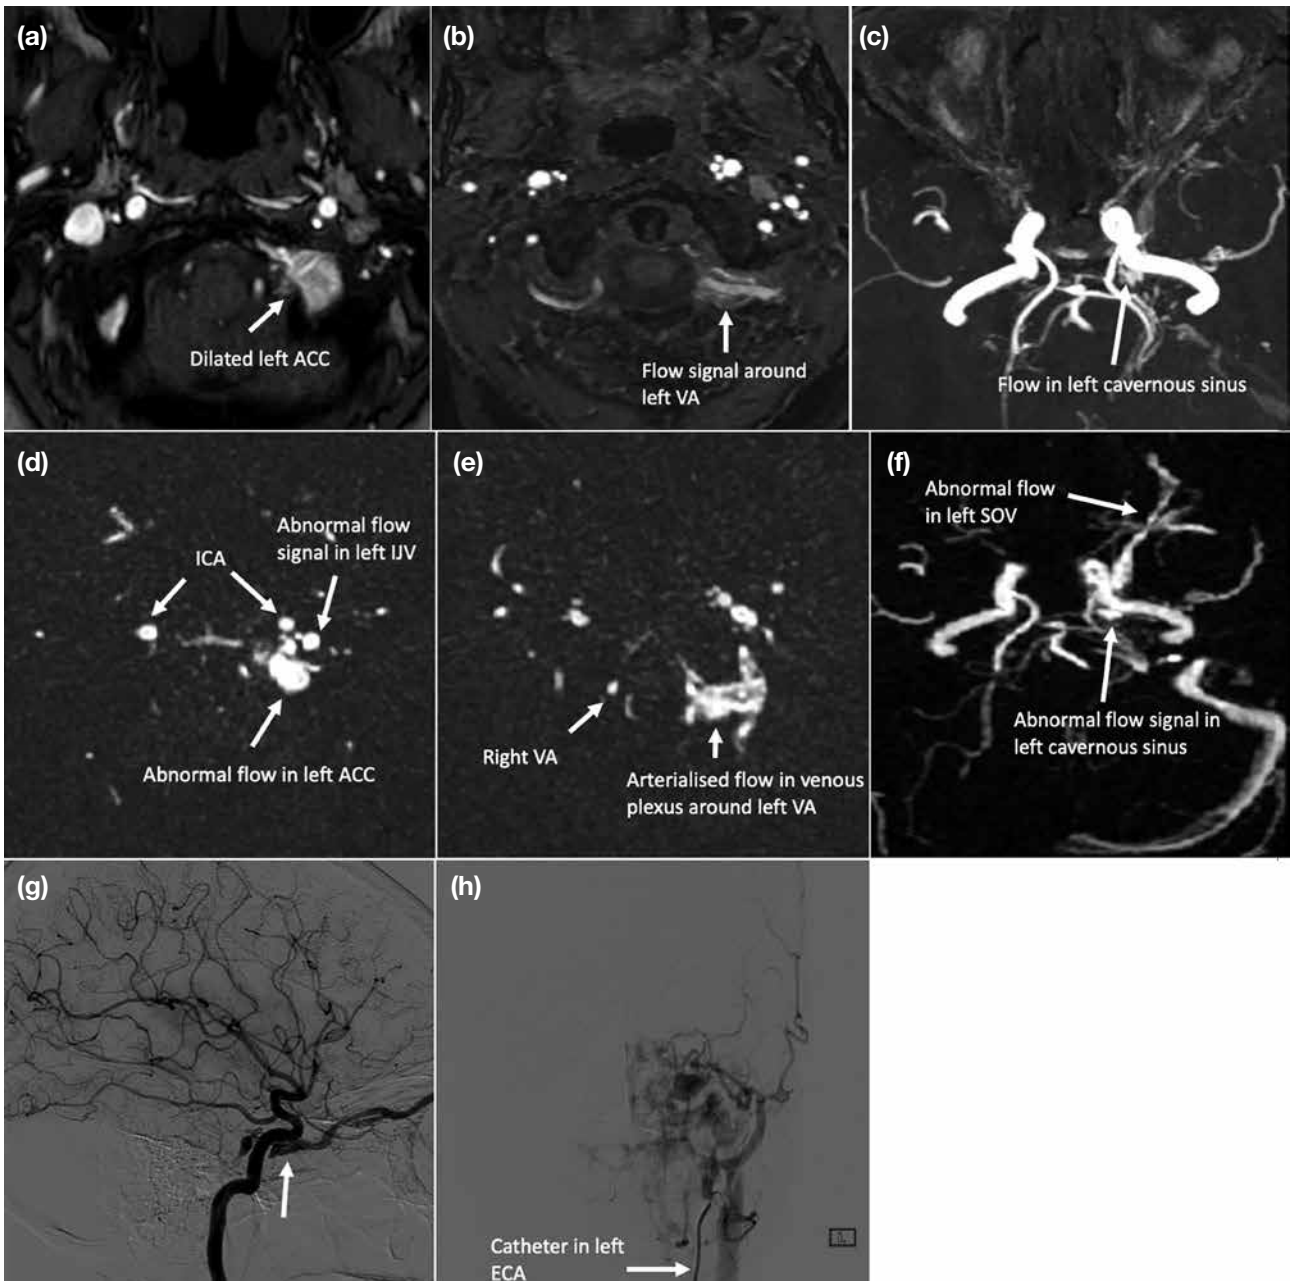 (a)
Dilated left ACC
(b)
Flow signal around
left VA
(c)
Flow in left cavernous sinus
(d)
ICA
Abnormal flow
signal in left IJV
Abnormal flow in left ACC
(e)
Right VA
Arterialised flow in venous
plexus around left VA
(f)
Abnormal flow
in left SOV
Abnormal flow signal in
left cavernous sinus
(g)
(h)
Catheter in left
ECA